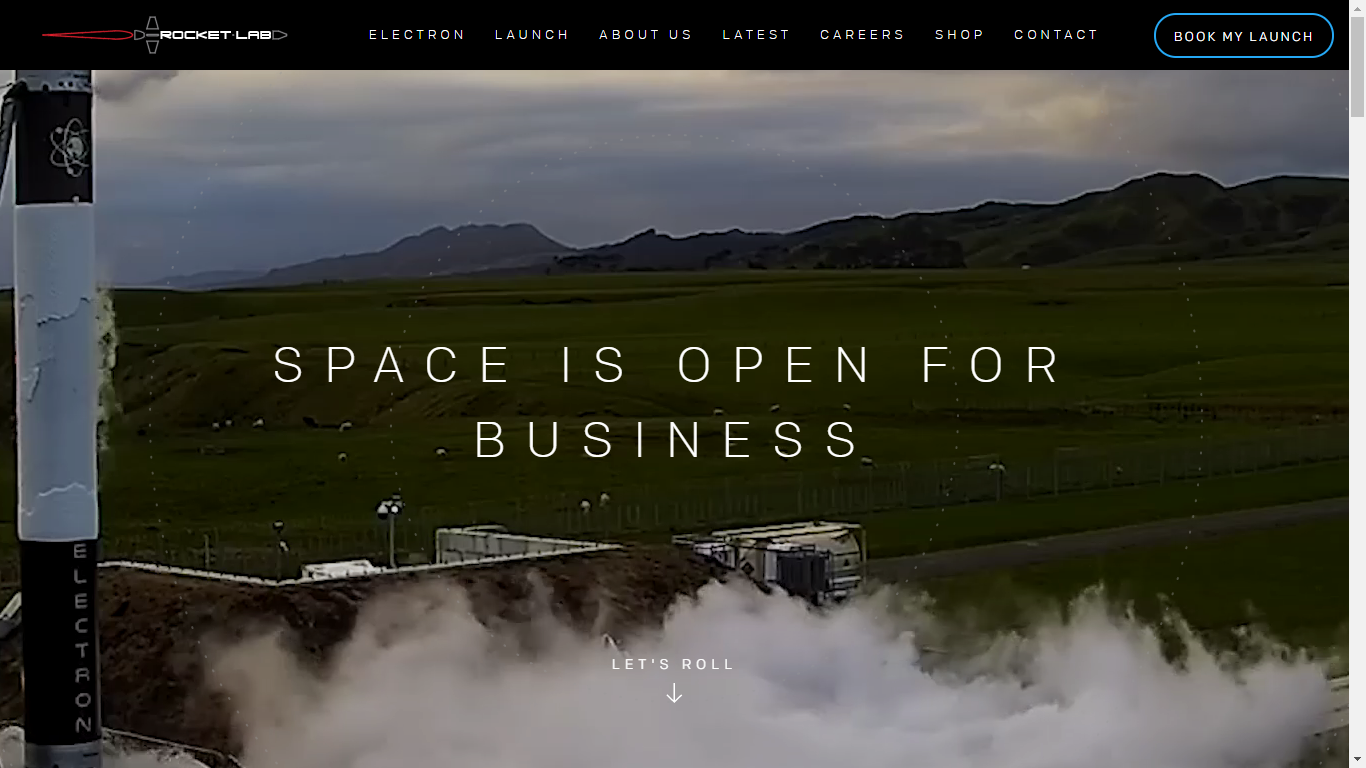 ROCKET·LAB
ELECTRON
LAUNCH
ABOUT US
LATEST
CAREERS
SHOP
CONTACT
BOOK MY LAUNCH
SPACE IS OPEN FOR
BUSINESS
ELECTRON
LET'S ROLL